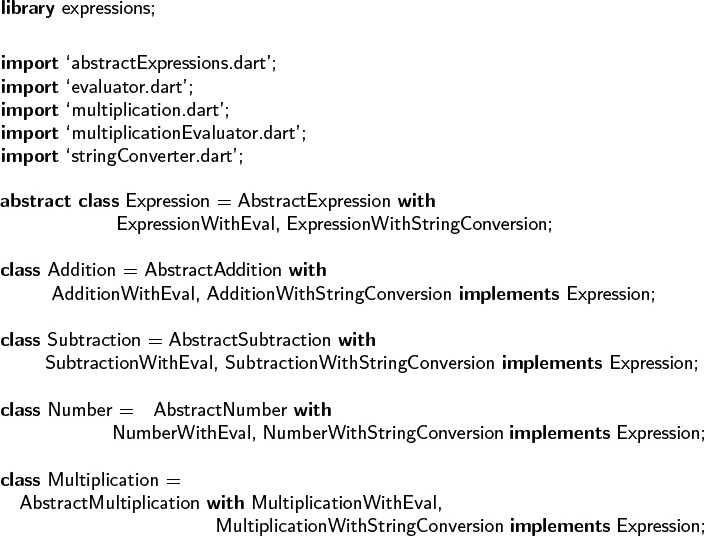 library expressions;
import ‘abstractExpressions.dart’;
import ‘evaluator.dart’;
import ‘multiplication.dart’;
import ‘multiplicationEvaluator.dart’;
import ‘stringConverter.dart’;
abstract class Expression = AbstractExpression with
ExpressionWithEval, ExpressionWithStringConversion;
class Addition = AbstractAddition with
AdditionWithEval, AdditionWithStringConversion implements Expression;
class Subtraction = AbstractSubtraction with
SubtractionWithEval, SubtractionWithStringConversion implements Expression;
class Number = AbstractNumber with
NumberWithEval, NumberWithStringConversion implements Expression;
class Multiplication =
AbstractMultiplication with MultiplicationWithEval,
MultiplicationWithStringConversion implements Expression;